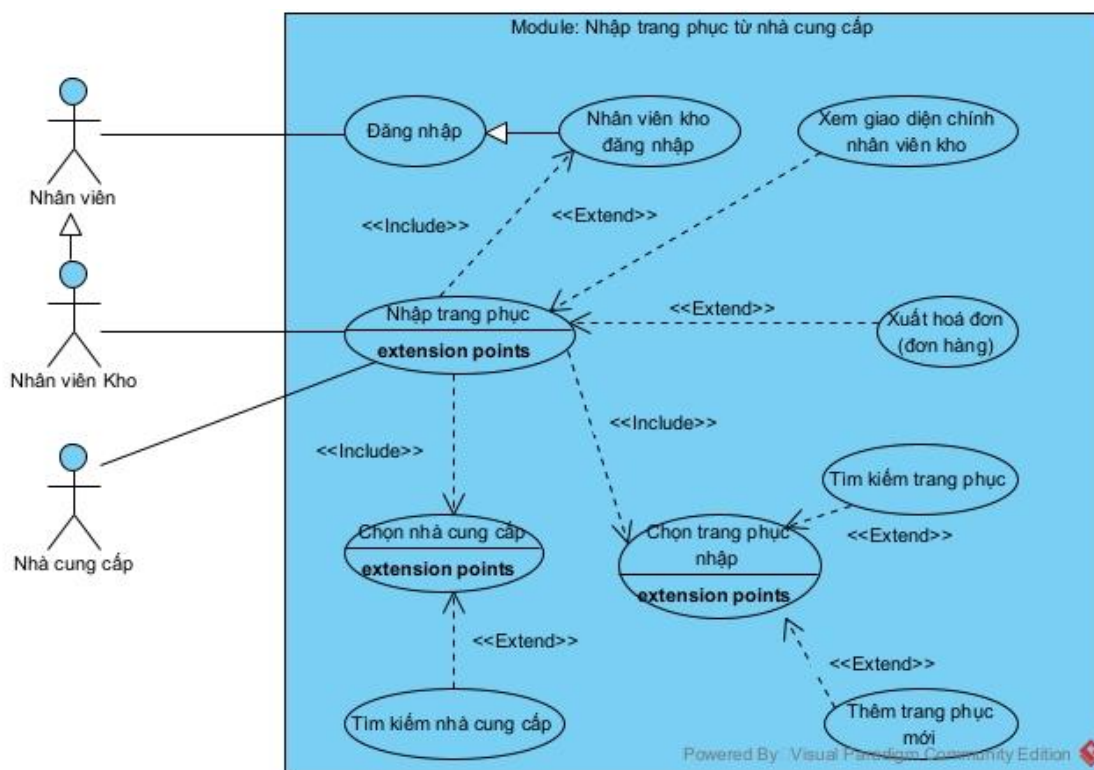 Module: Nhập trang phục từ nhà cung cấp
Đăng nhập
Nhân viên kho
đăng nhập
Xem giao diện chính
nhân viên kho
Nhân viên
<<Include>>
<<Extend>>
Nhập trang phục
extension points
<<Extend>>
Xuất hoá đơn
(đơn hàng)
Nhân viên Kho
<<Include>>
<<Include>>
Tìm kiếm trang phục
Nhà cung cấp
Chọn nhà cung cấp
extension points
Chọn trang phục
nhập
extension points
<<Extend>>
<<Extend>>
<<Extend>>
Tìm kiếm nhà cung cấp
Thêm trang phục
mới
Powered By Visual Paradigm Community Edition